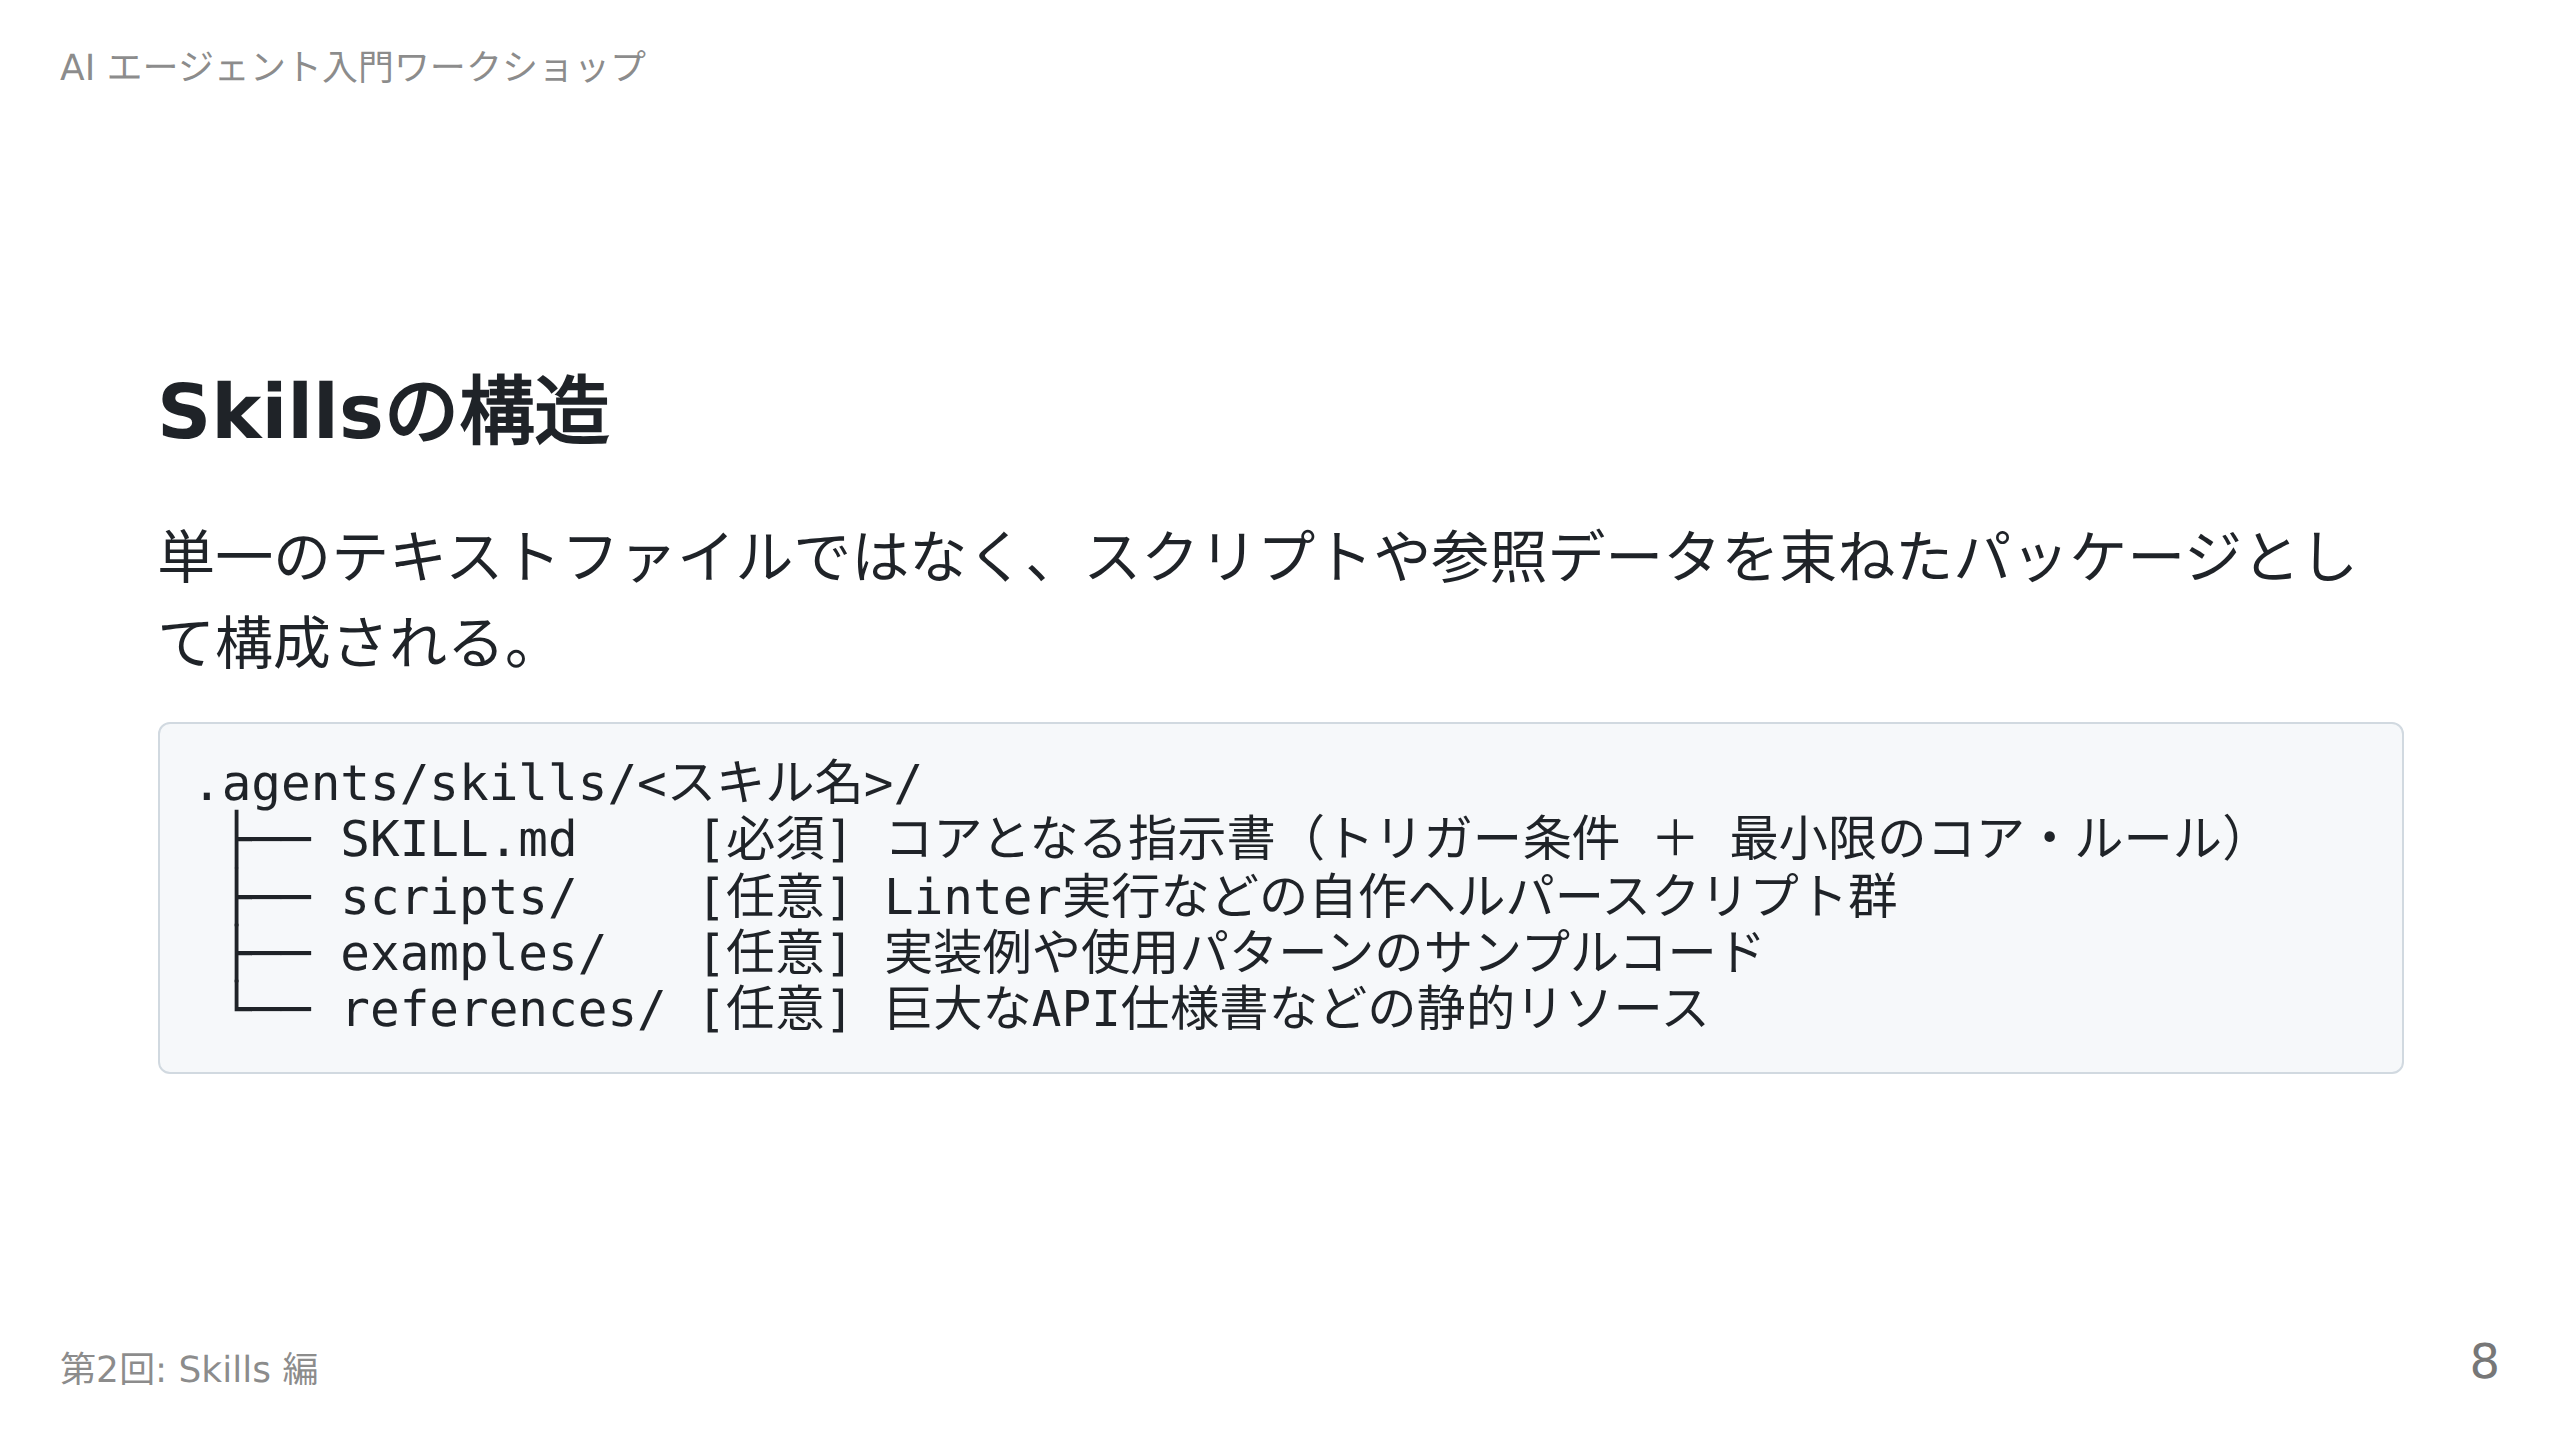 AI エージェント入門ワークショップ
Skillsの構造
単一のテキストファイルではなく、スクリプトや参照データを束ねたパッケージとし
て構成される。
.agents/skills/<スキル名>/
├── SKILL.md    [必須] コアとなる指示書（トリガー条件 ＋ 最小限のコア・ルール）
├── scripts/    [任意] Linter実行などの自作ヘルパースクリプト群
├── examples/   [任意] 実装例や使用パターンのサンプルコード
└── references/ [任意] 巨大なAPI仕様書などの静的リソース
第2回: Skills 編
8